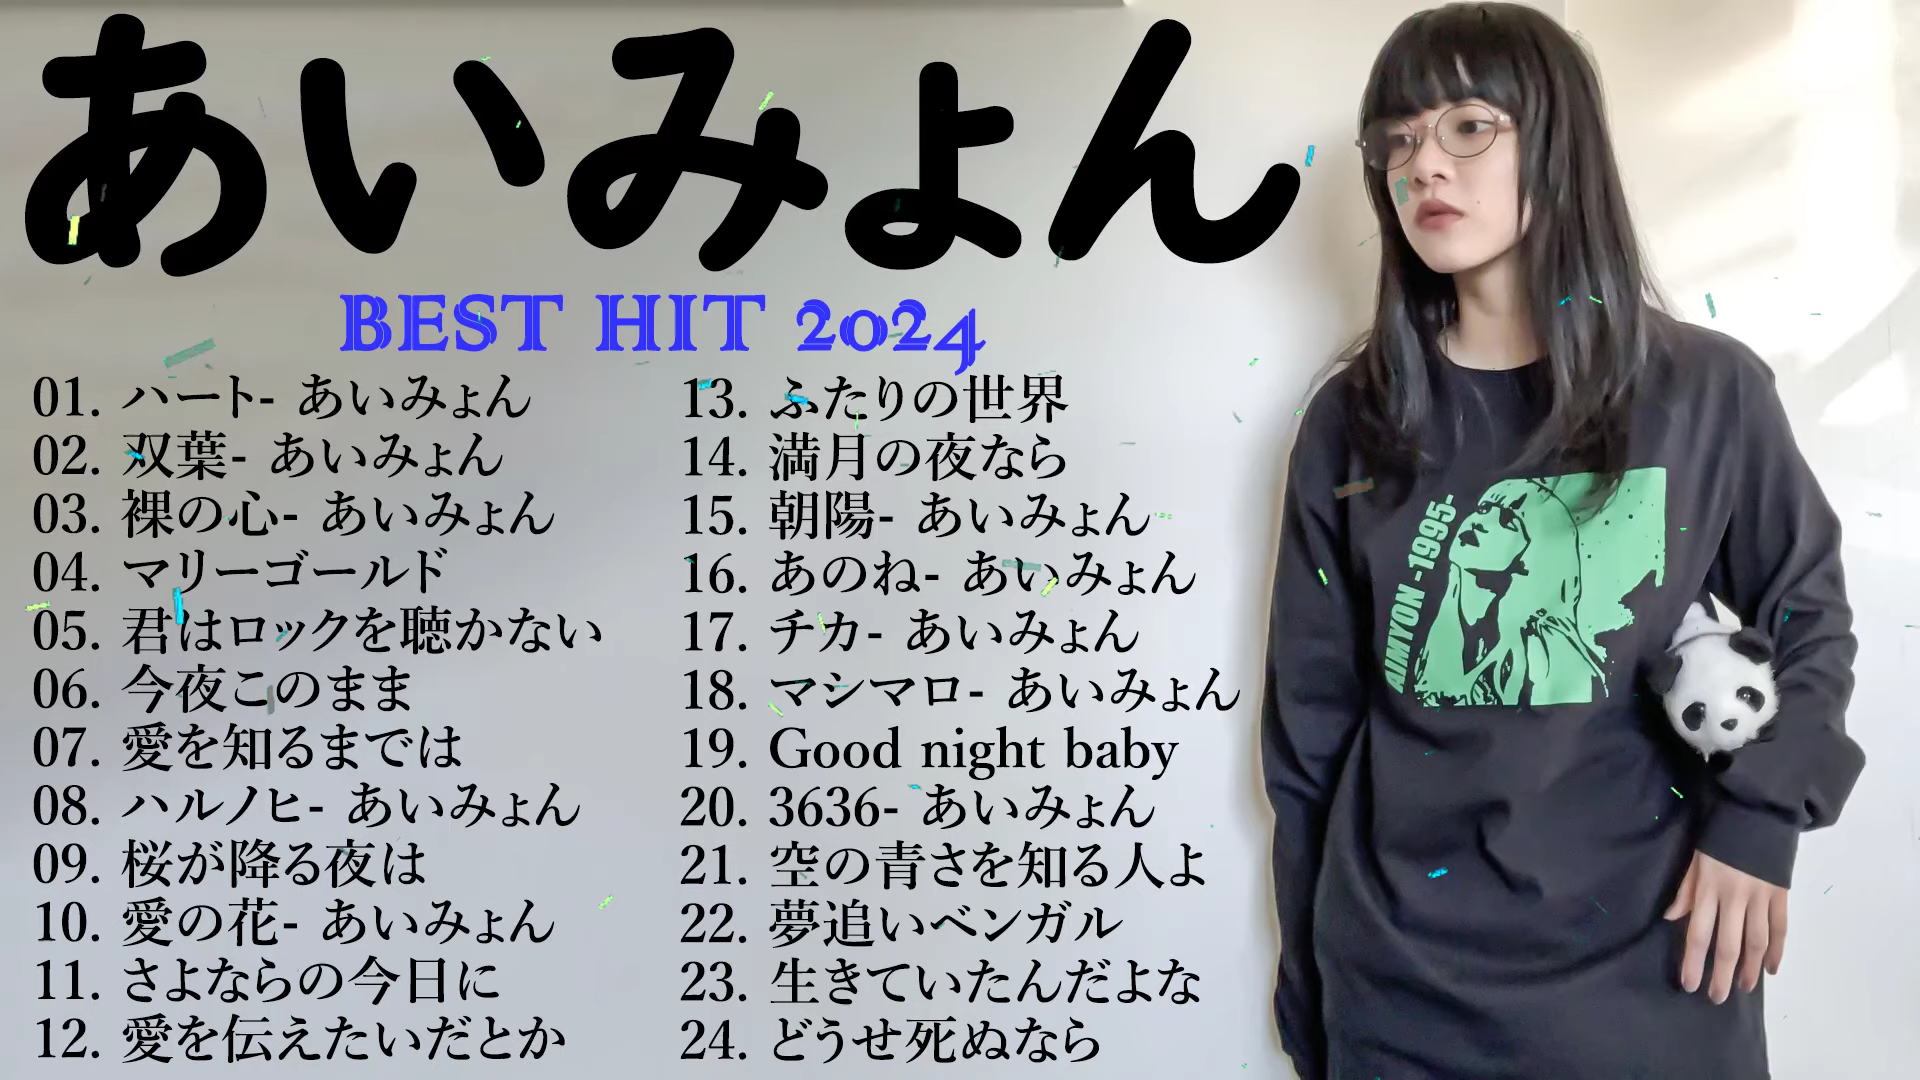 あいみょん
BEST HIT 2024
01. ハート- あいみょん
02. 双葉- あいみょん
03. 裸の心- あいみょん
04. マリーゴールド
05. 君はロックを聴かない
06. 今夜このまま
07. 愛を知るまでは
08. ハルノヒ- あいみょん
09. 桜が降る夜は
10. 愛の花- あいみょん
11. さよならの今日に
12. 愛を伝えたいだとか
13. ふたりの世界
14. 満月の夜なら
15. 朝陽- あいみょん
16. あのね- あいみょん
17. チカ- あいみょん
18. マシマロ- あいみょん
19. Good night baby
20. 3636- あいみょん
21. 空の青さを知る人よ
22. 夢追いベンガル
23. 生きていたんだよな
24. どうせ死ぬなら
AIMYON -1995-